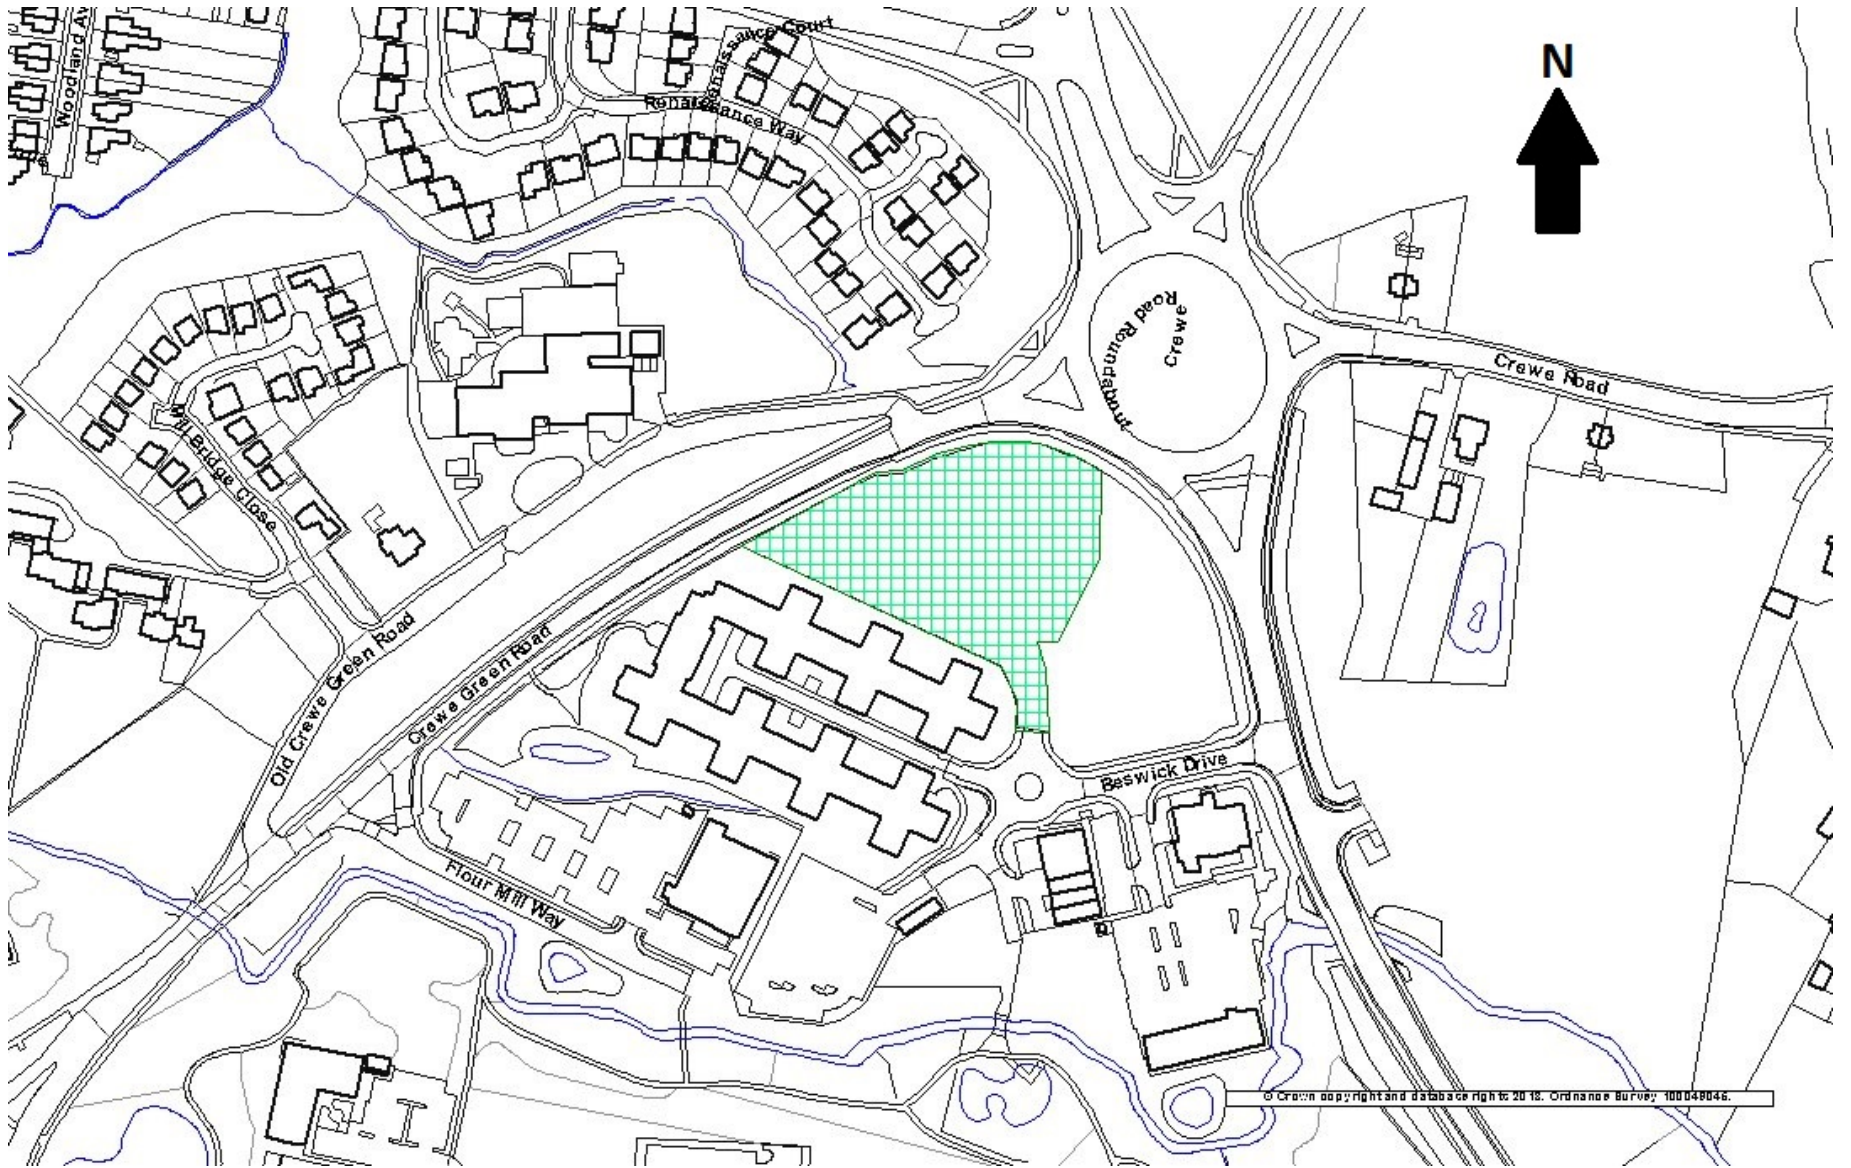 Woodland Av
Renaissance Court
Renaissance Way
N
Crewe
Road Roundabout
Crewe Road
Mill Bridge Close
Old Crewe Green Road
Crewe Green Road
Beswick Drive
Flour Mill Way
© Crown copyright and database rights 2018. Ordnance Survey 100049045.